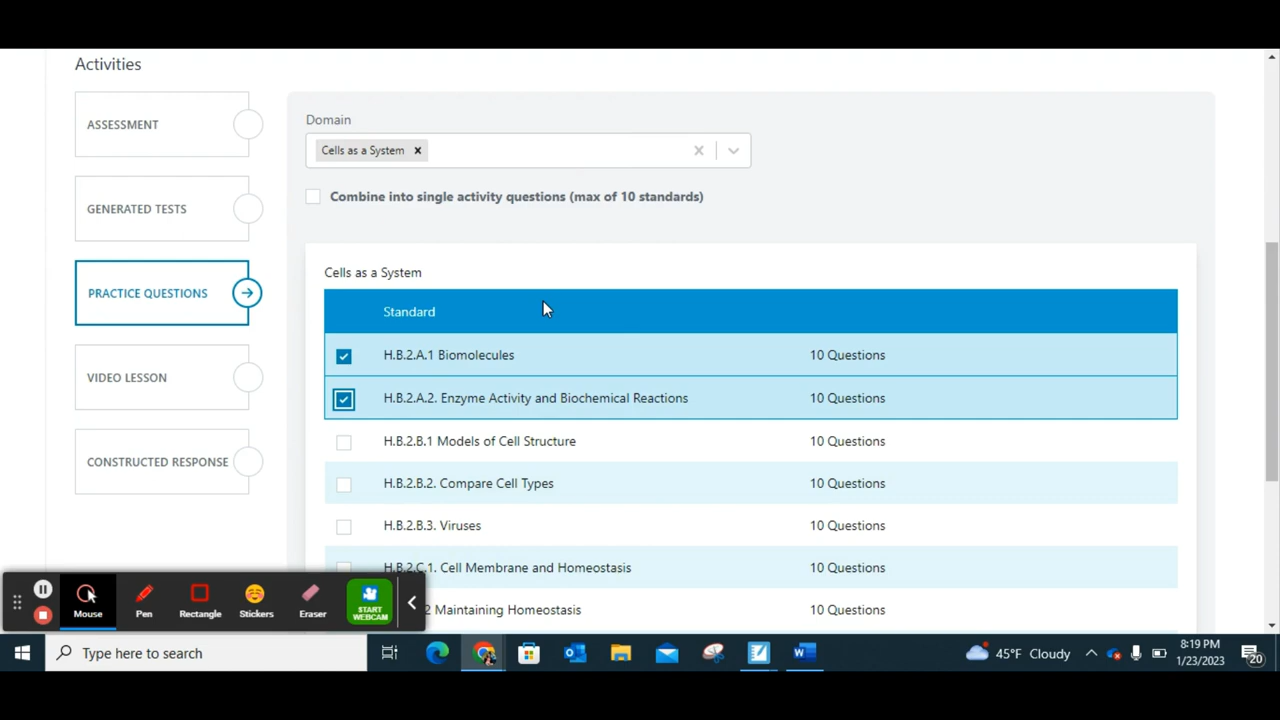 Activities
ASSESSMENT
GENERATED TESTS
PRACTICE QUESTIONS
VIDEO LESSON
CONSTRUCTED RESPONSE
Domain
Cells as a System
Combine into single activity questions (max of 10 standards)
Cells as a System
Standard
H.B.2.A.1 Biomolecules 10 Questions
H.B.2.A.2. Enzyme Activity and Biochemical Reactions 10 Questions
H.B.2.B.1 Models of Cell Structure 10 Questions
H.B.2.B.2. Compare Cell Types 10 Questions
H.B.2.B.3. Viruses 10 Questions
H.B.2.C.1. Cell Membrane and Homeostasis 10 Questions
2 Maintaining Homeostasis 10 Questions
Mouse
Pen
Rectangle
Stickers
Eraser
START WEBCAM
Type here to search
45°F Cloudy
8:19 PM
1/23/2023
20